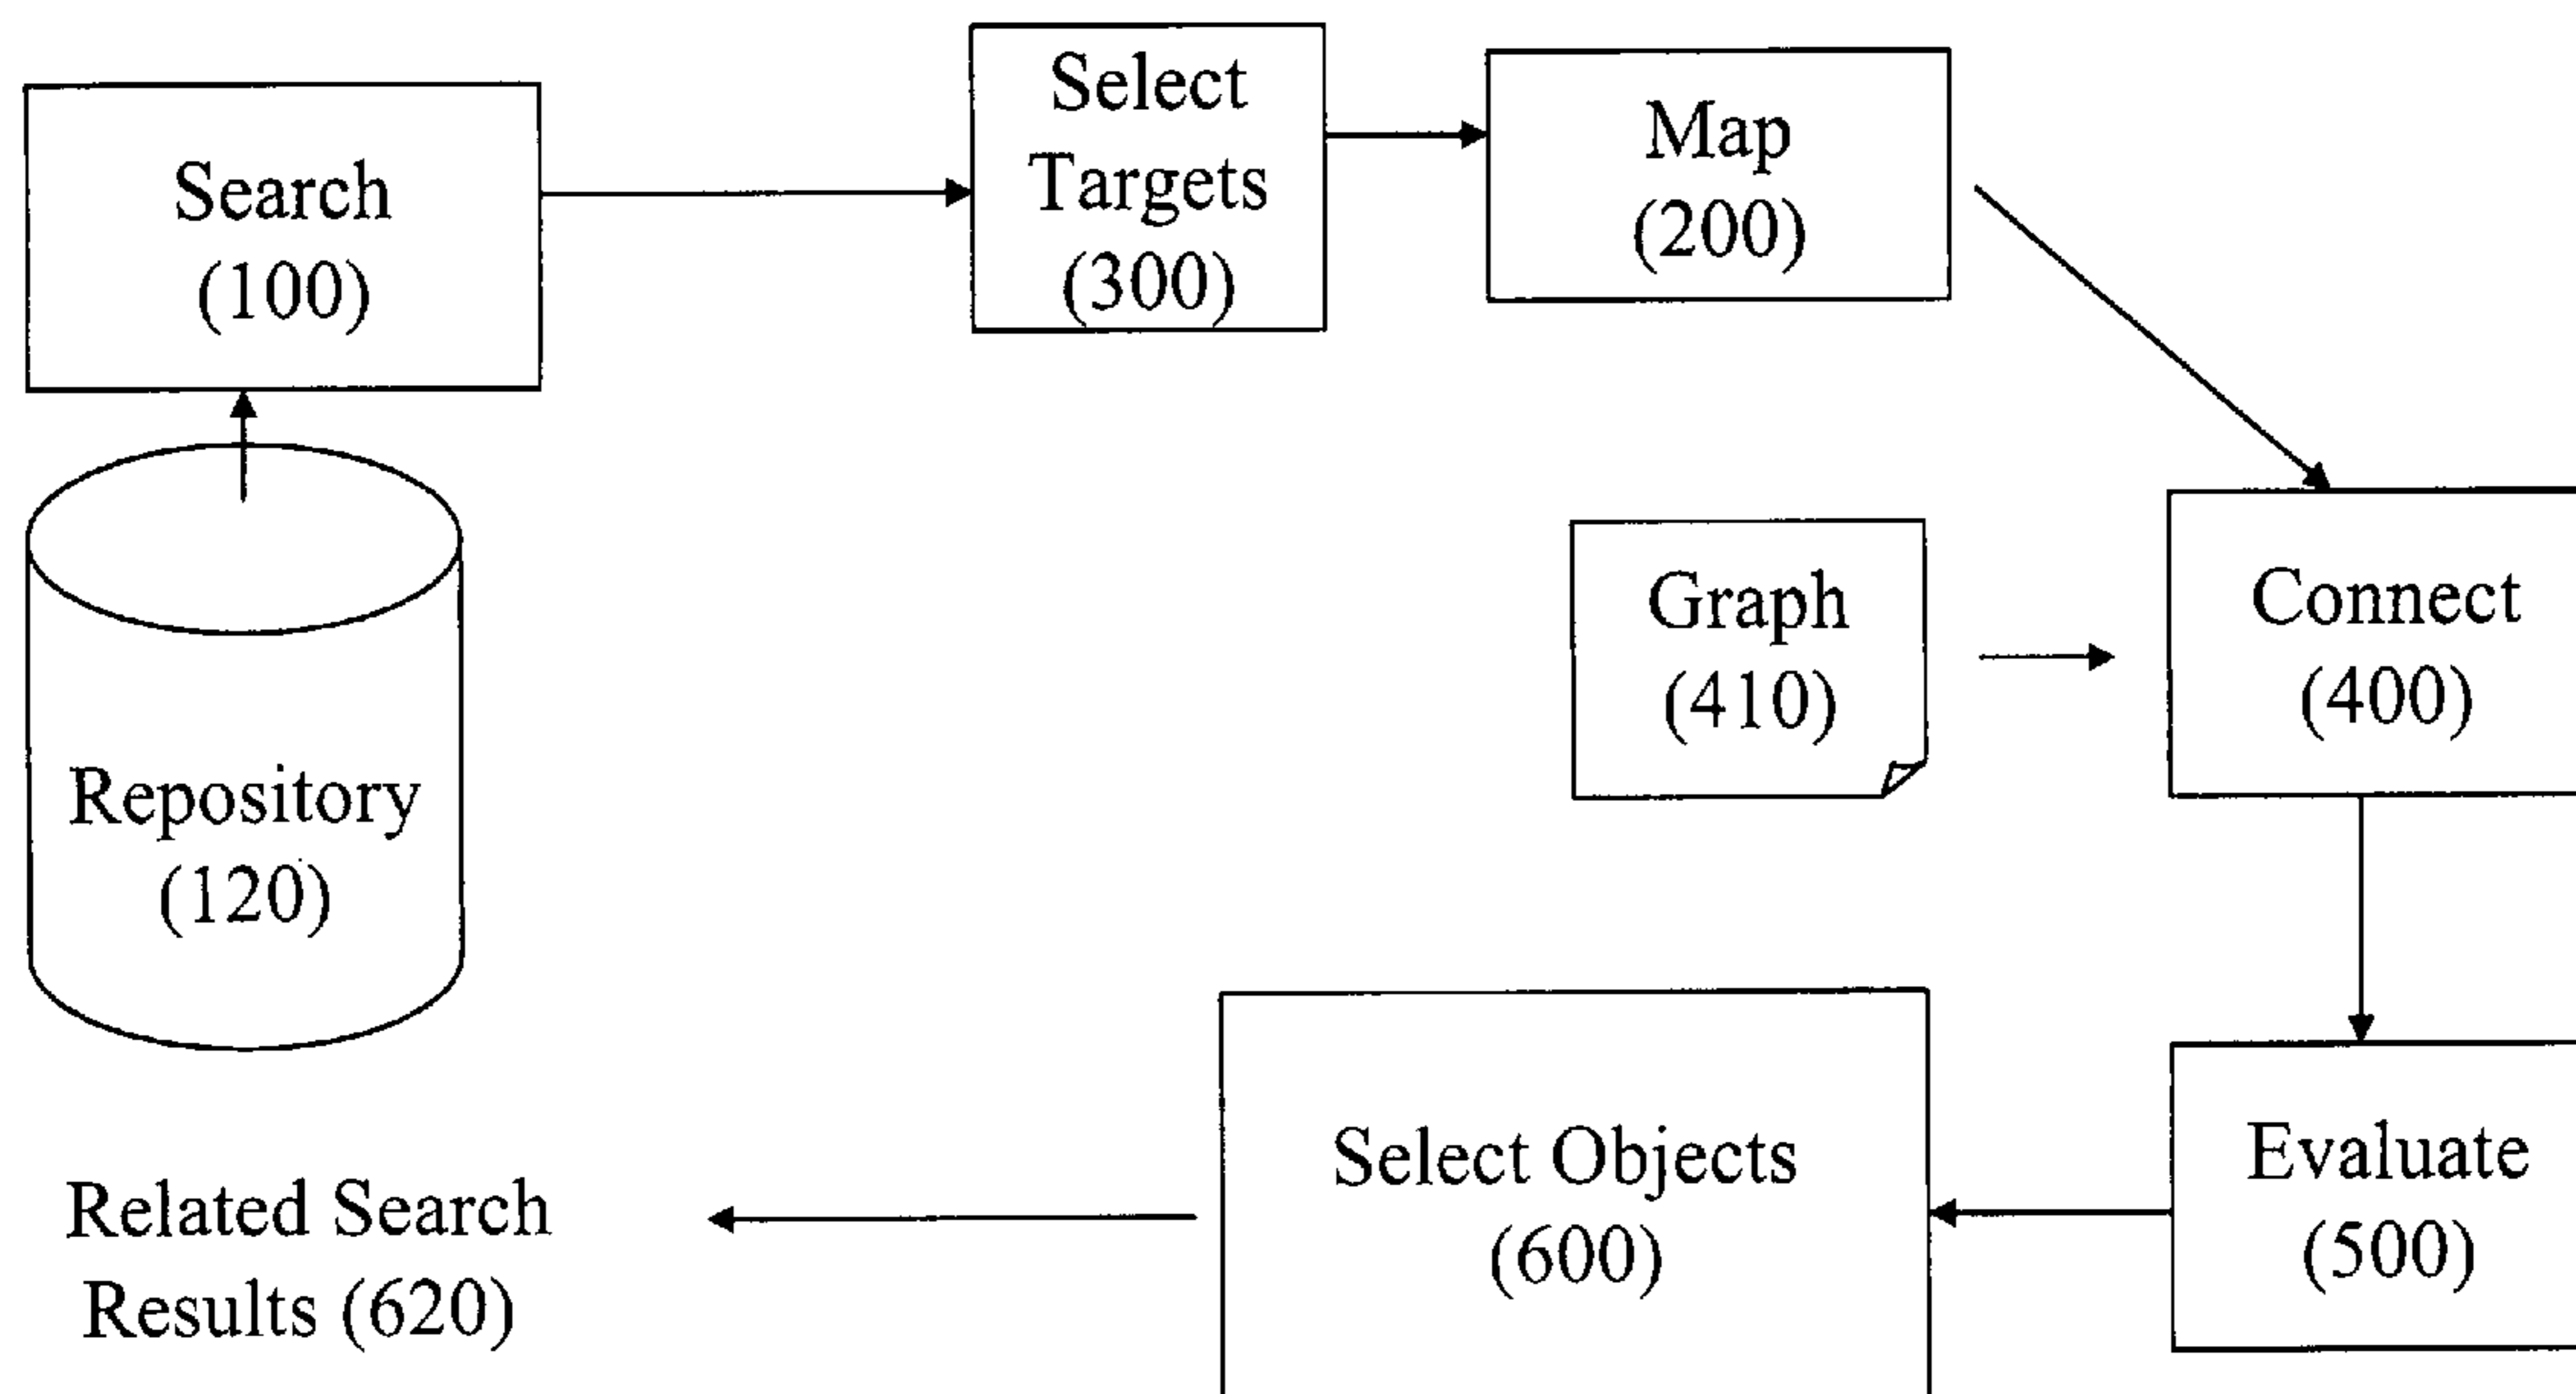 Search
(100)
Select
Targets
(300)
Map
(200)
Graph
(410)
Connect
(400)
Repository
(120)
Select Objects
(600)
Evaluate
(500)
Related Search
Results (620)